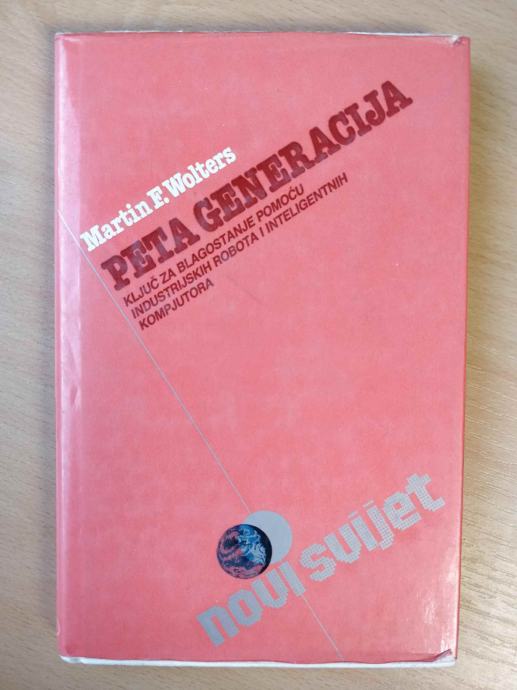 Martin F. Wolters
PETA GENERACIJA
KLJUČ ZA BLAGOSTANJE POMOĆU
INDUSTRIJSKIH ROBOTA I INTELIGENTNIH
KOMPJUTORA
novi svijet